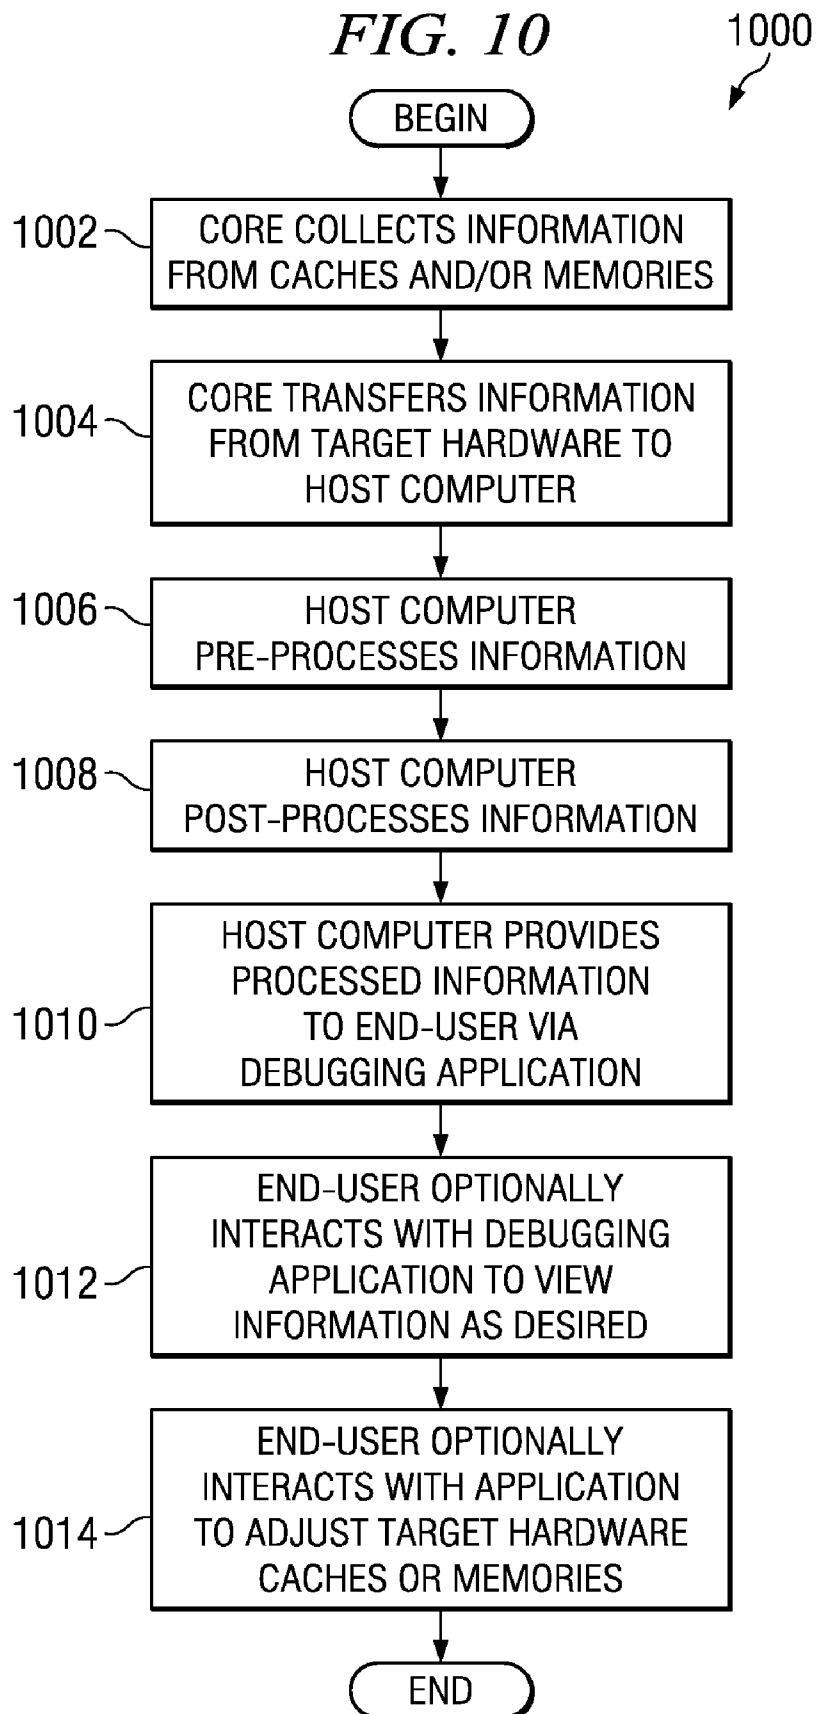 FIG. 10
1000
BEGIN
1002
CORE COLLECTS INFORMATION
FROM CACHES AND/OR MEMORIES
1004
CORE TRANSFERS INFORMATION
FROM TARGET HARDWARE TO
HOST COMPUTER
1006
HOST COMPUTER
PRE-PROCESSES INFORMATION
1008
HOST COMPUTER
POST-PROCESSES INFORMATION
1010
HOST COMPUTER PROVIDES
PROCESSED INFORMATION
TO END-USER VIA
DEBUGGING APPLICATION
1012
END-USER OPTIONALLY
INTERACTS WITH DEBUGGING
APPLICATION TO VIEW
INFORMATION AS DESIRED
1014
END-USER OPTIONALLY
INTERACTS WITH APPLICATION
TO ADJUST TARGET HARDWARE
CACHES OR MEMORIES
END